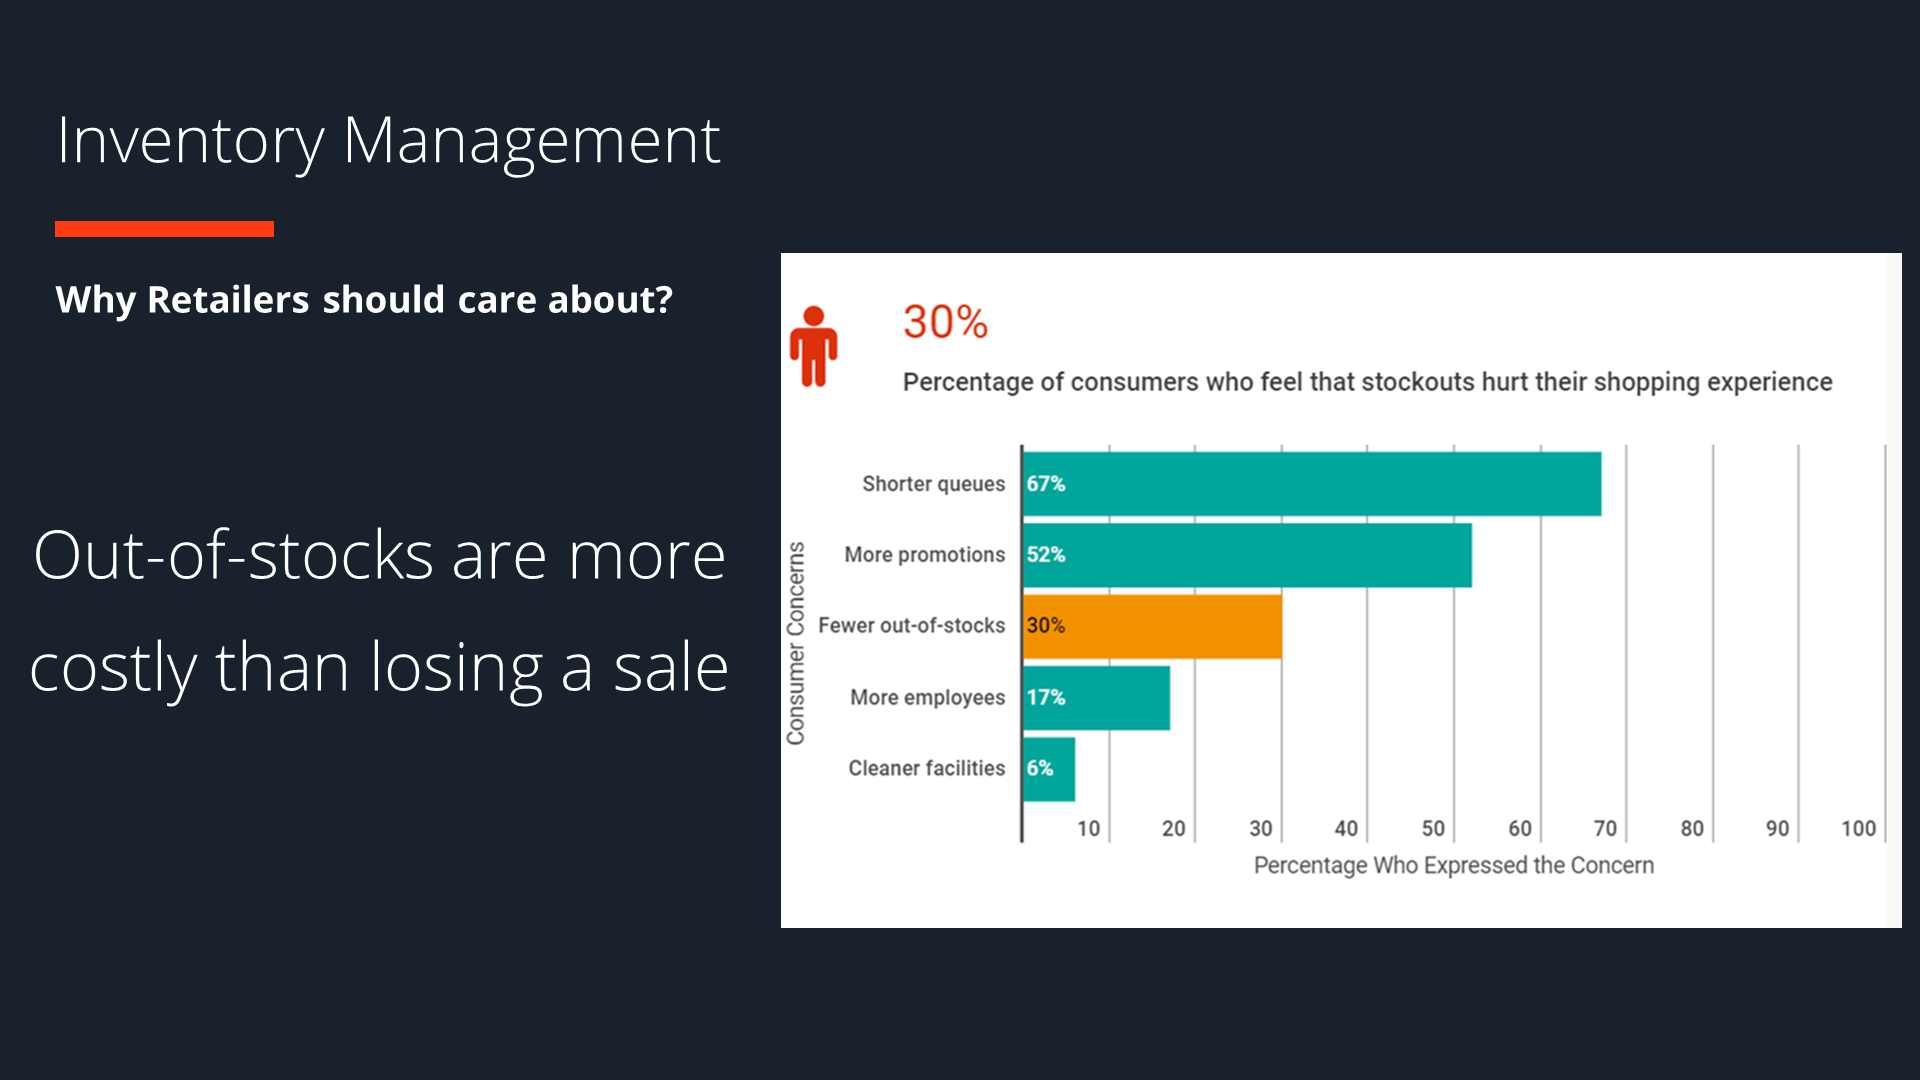 Inventory Management
Why Retailers should care about?
Out-of-stocks are more
costly than losing a sale
30%
Percentage of consumers who feel that stockouts hurt their shopping experience
Consumer Concerns
Shorter queues 67%
More promotions 52%
Fewer out-of-stocks 30%
More employees 17%
Cleaner facilities 6%
10 20 30 40 50 60 70 80 90 100
Percentage Who Expressed the Concern